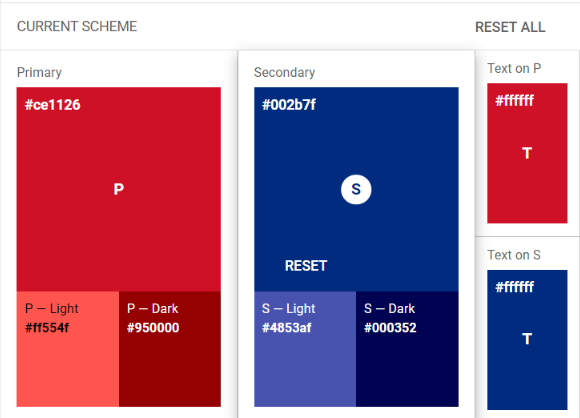 CURRENT SCHEME
RESET ALL
Primary
#ce1126
P
P — Light
#ff554f
P — Dark
#950000
Secondary
#002b7f
S
RESET
S — Light
#4853af
S — Dark
#000352
Text on P
#ffffff
T
Text on S
#ffffff
T